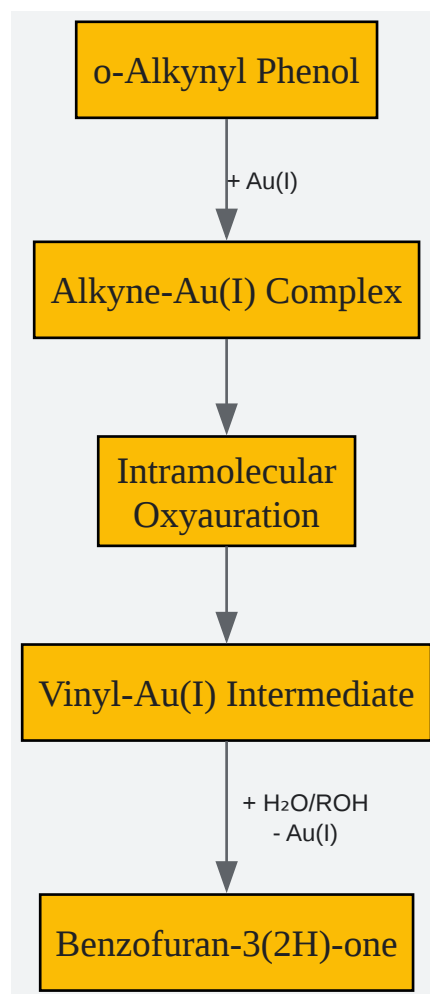 o-Alkynyl Phenol
+ Au(I)
Alkyne-Au(I) Complex
Intramolecular
Oxyauration
Vinyl-Au(I) Intermediate
+ H₂O/ROH
- Au(I)
Benzofuran-3(2H)-one